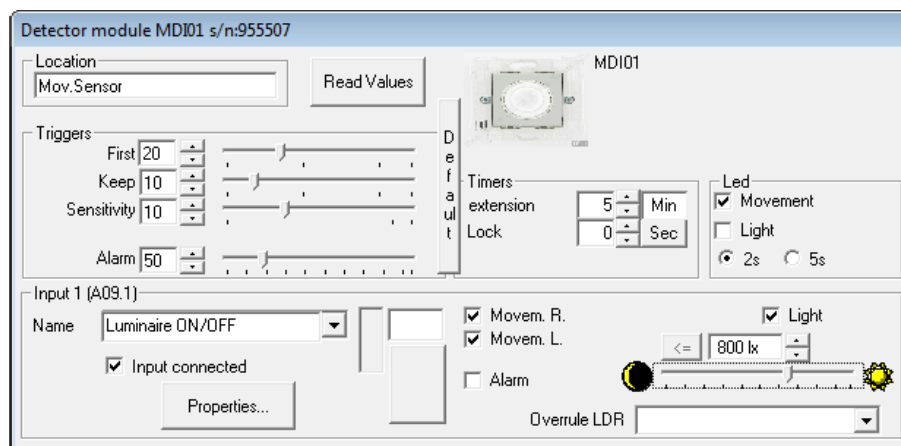 Detector module MDI01 s/n:955507
Location
Mov.Sensor
Read Values
MDI01
Triggers
First 20
Keep 10
Sensitivity 10
Alarm 50
Default
Timers
extension 5 Min
Lock 0 Sec
Led
Movement
Light
2s 5s
Input 1 (A09.1)
Name Luminaire ON/OFF
Input connected
Properties...
Movem. R.
Movem. L.
Alarm
Light
<= 800 lx
Overrule LDR